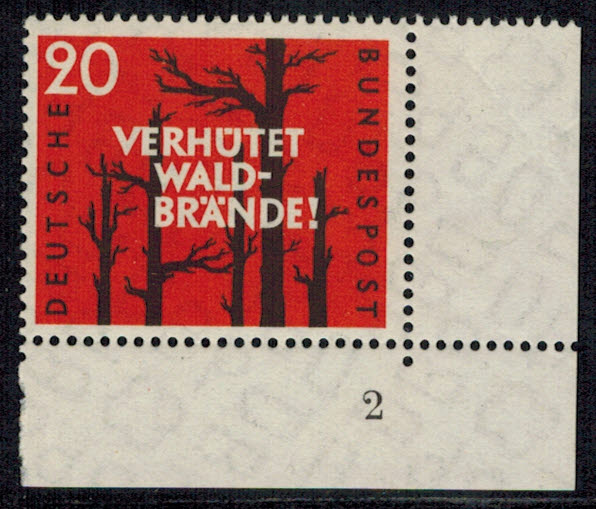 20
DEUTSCHE
BUNDESPOST
VERHÜTET
WALD-
BRÄNDE!
2